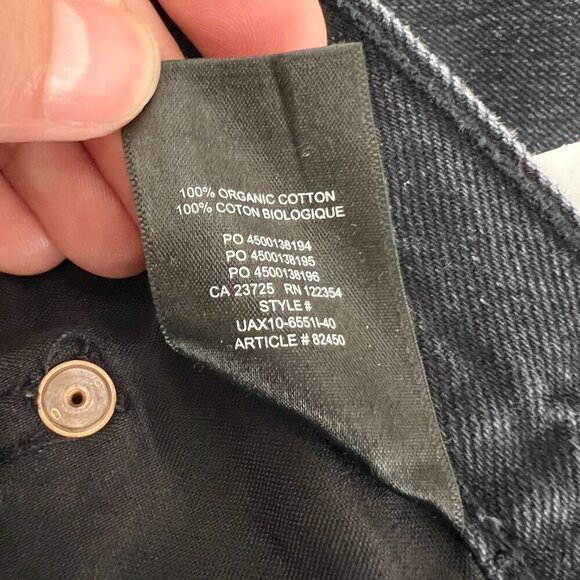 100% ORGANIC COTTON
100% COTON BIOLOGIQUE
PO 4500138194
PO 4500138195
PO 4500138196
CA 23725 RN 122354
STYLE #
UAX10-6551I-40
ARTICLE # 82450